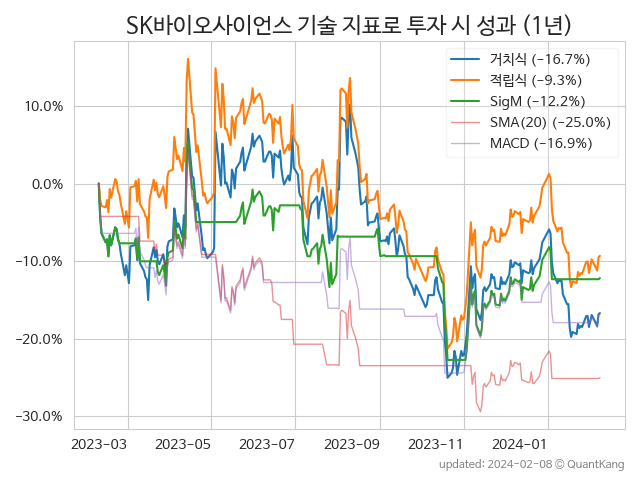 SK바이오사이언스 기술 지표로 투자 시 성과 (1년)
거치식 (−16.7%)
적립식 (−9.3%)
SigM (−12.2%)
SMA(20) (−25.0%)
MACD (−16.9%)
10.0%
0.0%
−10.0%
−20.0%
−30.0%
2023−03 2023−05 2023−07 2023−09 2023−11 2024−01
updated: 2024−02−08 ⓒ QuantKang